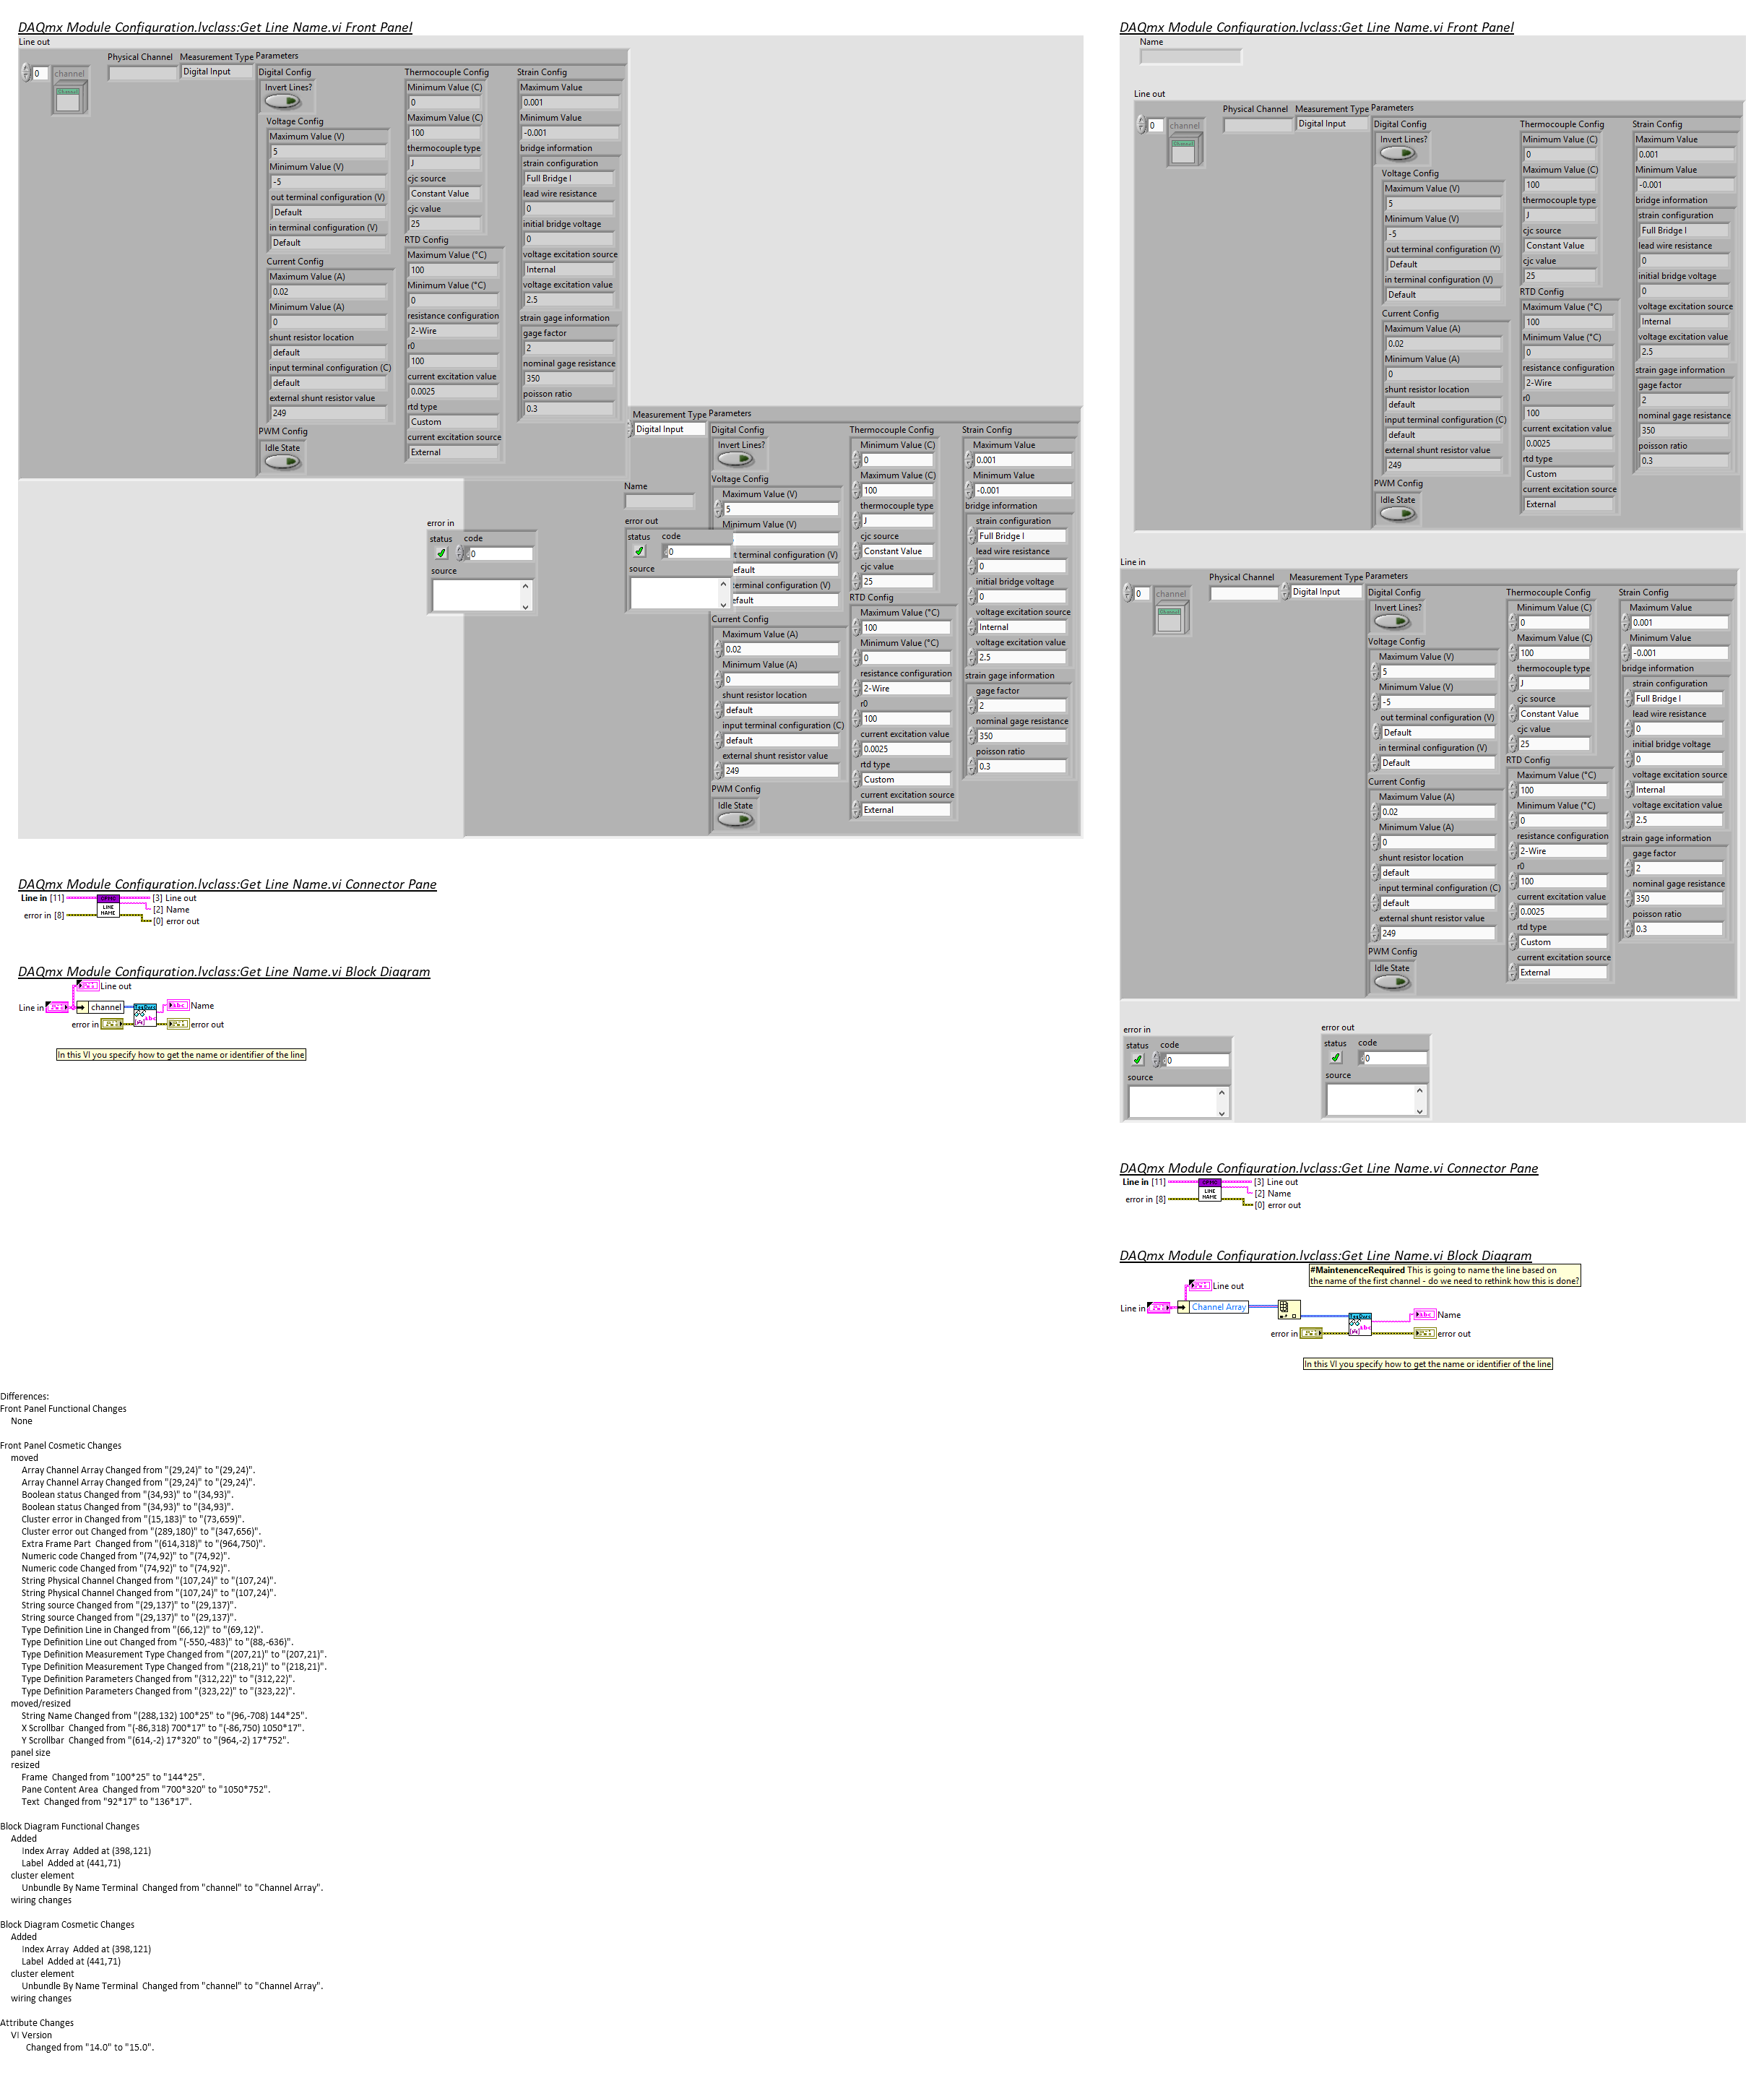 DAQmx Module Configuration.lvclass:Get Line Name.vi Front Panel
Line out
0
channel
Physical Channel
Measurement Type
Digital Input
Parameters
Digital Config
Invert Lines?
Voltage Config
Maximum Value (V)
5
Minimum Value (V)
-5
out terminal configuration (V)
Default
in terminal configuration (V)
Default
Current Config
Maximum Value (A)
0.02
Minimum Value (A)
0
shunt resistor location
default
input terminal configuration (C)
default
external shunt resistor value
249
PWM Config
Idle State
Thermocouple Config
Minimum Value (C)
0
Maximum Value (C)
100
thermocouple type
J
cjc source
Constant Value
cjc value
25
RTD Config
Maximum Value (°C)
100
Minimum Value (°C)
0
resistance configuration
2-Wire
r0
100
current excitation value
0.0025
rtd type
Custom
current excitation source
External
Strain Config
Maximum Value
0.001
Minimum Value
-0.001
bridge information
strain configuration
Full Bridge I
lead wire resistance
0
initial bridge voltage
0
voltage excitation source
Internal
voltage excitation value
2.5
strain gage information
gage factor
2
nominal gage resistance
350
poisson ratio
0.3
Measurement Type
Digital Input
Parameters
Digital Config
Invert Lines?
Voltage Config
Maximum Value (V)
5
Minimum Value (V)
t terminal configuration (V)
efault
terminal configuration (V)
efault
Current Config
Maximum Value (A)
0.02
Minimum Value (A)
0
shunt resistor location
default
input terminal configuration (C)
default
external shunt resistor value
249
PWM Config
Idle State
Thermocouple Config
Minimum Value (C)
0
Maximum Value (C)
100
thermocouple type
J
cjc source
Constant Value
cjc value
25
RTD Config
Maximum Value (°C)
100
Minimum Value (°C)
0
resistance configuration
2-Wire
r0
100
current excitation value
0.0025
rtd type
Custom
current excitation source
External
Strain Config
Maximum Value
0.001
Minimum Value
-0.001
bridge information
strain configuration
Full Bridge I
lead wire resistance
0
initial bridge voltage
0
voltage excitation source
Internal
voltage excitation value
2.5
strain gage information
gage factor
2
nominal gage resistance
350
poisson ratio
0.3
Name
error in
status
code
0
source
error out
status
code
0
source
DAQmx Module Configuration.lvclass:Get Line Name.vi Connector Pane
Line in [11]
error in [8]
LINE
NAME
[3] Line out
[2] Name
[0] error out
DAQmx Module Configuration.lvclass:Get Line Name.vi Block Diagram
Line out
Line in
channel
Name
error in
error out
In this VI you specify how to get the name or identifier of the line
DAQmx Module Configuration.lvclass:Get Line Name.vi Front Panel
Name
Line out
0
channel
Physical Channel
Measurement Type
Digital Input
Parameters
Digital Config
Invert Lines?
Voltage Config
Maximum Value (V)
5
Minimum Value (V)
-5
out terminal configuration (V)
Default
in terminal configuration (V)
Default
Current Config
Maximum Value (A)
0.02
Minimum Value (A)
0
shunt resistor location
default
input terminal configuration (C)
default
external shunt resistor value
249
PWM Config
Idle State
Thermocouple Config
Minimum Value (C)
0
Maximum Value (C)
100
thermocouple type
J
cjc source
Constant Value
cjc value
25
RTD Config
Maximum Value (°C)
100
Minimum Value (°C)
0
resistance configuration
2-Wire
r0
100
current excitation value
0.0025
rtd type
Custom
current excitation source
External
Strain Config
Maximum Value
0.001
Minimum Value
-0.001
bridge information
strain configuration
Full Bridge I
lead wire resistance
0
initial bridge voltage
0
voltage excitation source
Internal
voltage excitation value
2.5
strain gage information
gage factor
2
nominal gage resistance
350
poisson ratio
0.3
Line in
0
channel
Physical Channel
Measurement Type
Digital Input
Parameters
Digital Config
Invert Lines?
Voltage Config
Maximum Value (V)
5
Minimum Value (V)
-5
out terminal configuration (V)
Default
in terminal configuration (V)
Default
Current Config
Maximum Value (A)
0.02
Minimum Value (A)
0
shunt resistor location
default
input terminal configuration (C)
default
external shunt resistor value
249
PWM Config
Idle State
Thermocouple Config
Minimum Value (C)
0
Maximum Value (C)
100
thermocouple type
J
cjc source
Constant Value
cjc value
25
RTD Config
Maximum Value (°C)
100
Minimum Value (°C)
0
resistance configuration
2-Wire
r0
100
current excitation value
0.0025
rtd type
Custom
current excitation source
External
Strain Config
Maximum Value
0.001
Minimum Value
-0.001
bridge information
strain configuration
Full Bridge I
lead wire resistance
0
initial bridge voltage
0
voltage excitation source
Internal
voltage excitation value
2.5
strain gage information
gage factor
2
nominal gage resistance
350
poisson ratio
0.3
error in
status
code
0
source
error out
status
code
0
source
DAQmx Module Configuration.lvclass:Get Line Name.vi Connector Pane
Line in [11]
error in [8]
LINE
NAME
[3] Line out
[2] Name
[0] error out
DAQmx Module Configuration.lvclass:Get Line Name.vi Block Diagram
#MaintenenceRequired This is going to name the line based on
the name of the first channel - do we need to rethink how this is done?
Line out
Line in
Channel Array
Name
error in
error out
In this VI you specify how to get the name or identifier of the line
Differences:
Front Panel Functional Changes
None
Front Panel Cosmetic Changes
moved
Array Channel Array Changed from "(29,24)" to "(29,24)".
Array Channel Array Changed from "(29,24)" to "(29,24)".
Boolean status Changed from "(34,93)" to "(34,93)".
Boolean status Changed from "(34,93)" to "(34,93)".
Cluster error in Changed from "(15,183)" to "(73,659)".
Cluster error out Changed from "(289,180)" to "(347,656)".
Extra Frame Part  Changed from "(614,318)" to "(964,750)".
Numeric code Changed from "(74,92)" to "(74,92)".
Numeric code Changed from "(74,92)" to "(74,92)".
String Physical Channel Changed from "(107,24)" to "(107,24)".
String Physical Channel Changed from "(107,24)" to "(107,24)".
String source Changed from "(29,137)" to "(29,137)".
String source Changed from "(29,137)" to "(29,137)".
Type Definition Line in Changed from "(66,12)" to "(69,12)".
Type Definition Line out Changed from "(-550,-483)" to "(88,-636)".
Type Definition Measurement Type Changed from "(207,21)" to "(207,21)".
Type Definition Measurement Type Changed from "(218,21)" to "(218,21)".
Type Definition Parameters Changed from "(312,22)" to "(312,22)".
Type Definition Parameters Changed from "(323,22)" to "(323,22)".
moved/resized
String Name Changed from "(288,132) 100*25" to "(96,-708) 144*25".
X Scrollbar  Changed from "(-86,318) 700*17" to "(-86,750) 1050*17".
Y Scrollbar  Changed from "(614,-2) 17*320" to "(964,-2) 17*752".
panel size
resized
Frame  Changed from "100*25" to "144*25".
Pane Content Area  Changed from "700*320" to "1050*752".
Text  Changed from "92*17" to "136*17".
Block Diagram Functional Changes
Added
Index Array  Added at (398,121)
Label  Added at (441,71)
cluster element
Unbundle By Name Terminal  Changed from "channel" to "Channel Array".
wiring changes
Block Diagram Cosmetic Changes
Added
Index Array  Added at (398,121)
Label  Added at (441,71)
cluster element
Unbundle By Name Terminal  Changed from "channel" to "Channel Array".
wiring changes
Attribute Changes
VI Version
Changed from "14.0" to "15.0".